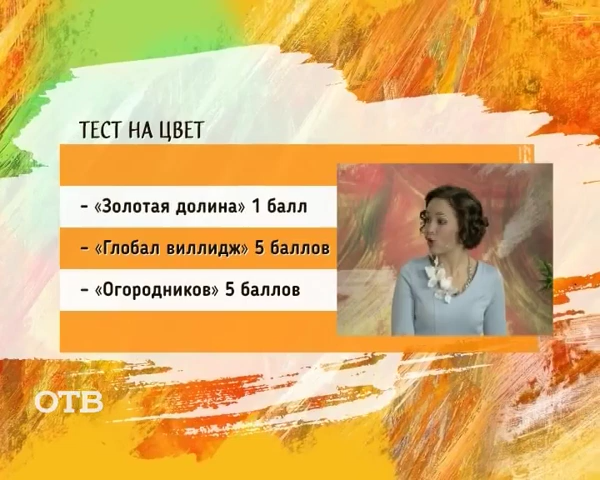 ТЕСТ НА ЦВЕТ
- «Золотая долина» 1 балл
- «Глобал виллидж» 5 баллов
- «Огородников» 5 баллов
ОТВ